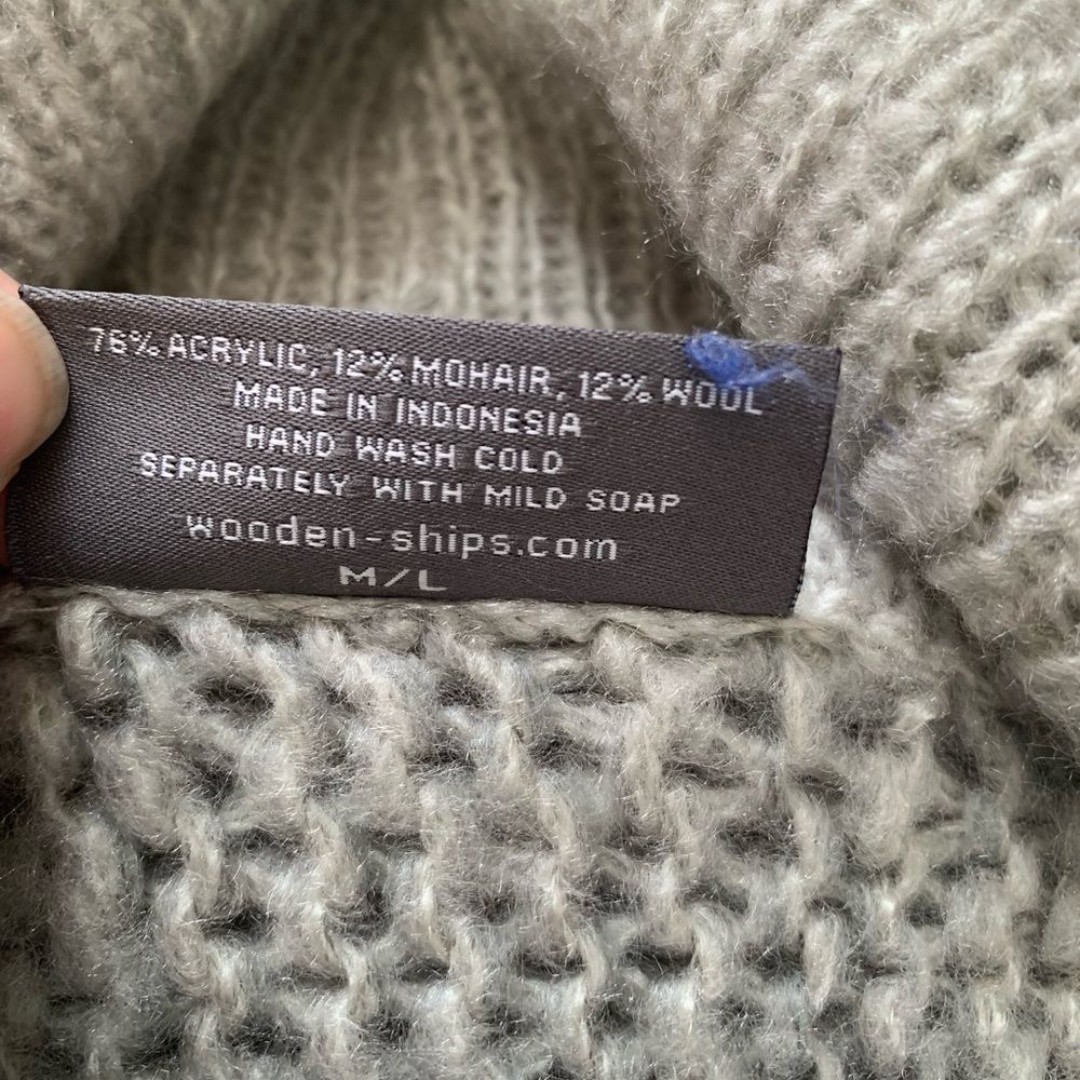 76% ACRYLIC, 12% MOHAIR, 12% WOOL
MADE IN INDONESIA
HAND WASH COLD
SEPARATELY WITH MILD SOAP
wooden-ships.com
M/L